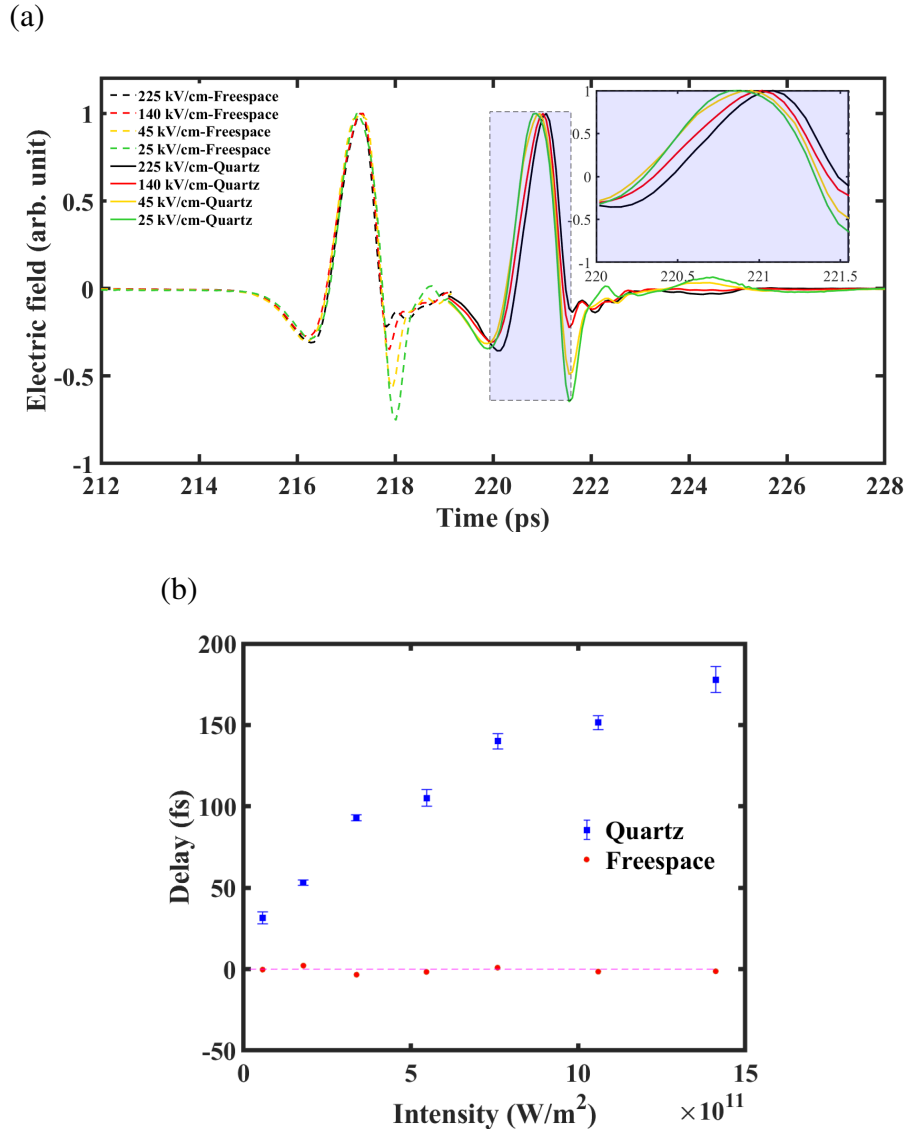 (a)
225 kV/cm-Freespace
140 kV/cm-Freespace
45 kV/cm-Freespace
25 kV/cm-Freespace
225 kV/cm-Quartz
140 kV/cm-Quartz
45 kV/cm-Quartz
25 kV/cm-Quartz
1
0.5
0
-0.5
-1
Electric field (arb. unit)
1
0.5
0
-0.5
-1
220
220.5
221
221.5
212
214
216
218
220
222
224
226
228
Time (ps)
(b)
200
150
100
50
0
-50
Delay (fs)
Quartz
Freespace
0
5
10
15
Intensity (W/m²)
×10¹¹